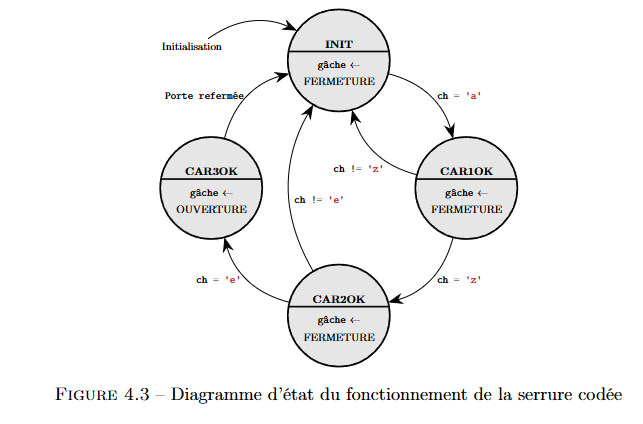 INIT
gâche ←
FERMETURE
Initialisation
Porte refermée
ch = 'a'
CAR3OK
gâche ←
OUVERTURE
ch != 'z'
CAR1OK
gâche ←
FERMETURE
ch != 'e'
ch = 'e'
ch = 'z'
CAR2OK
gâche ←
FERMETURE
FIGURE 4.3 – Diagramme d'état du fonctionnement de la serrure codée